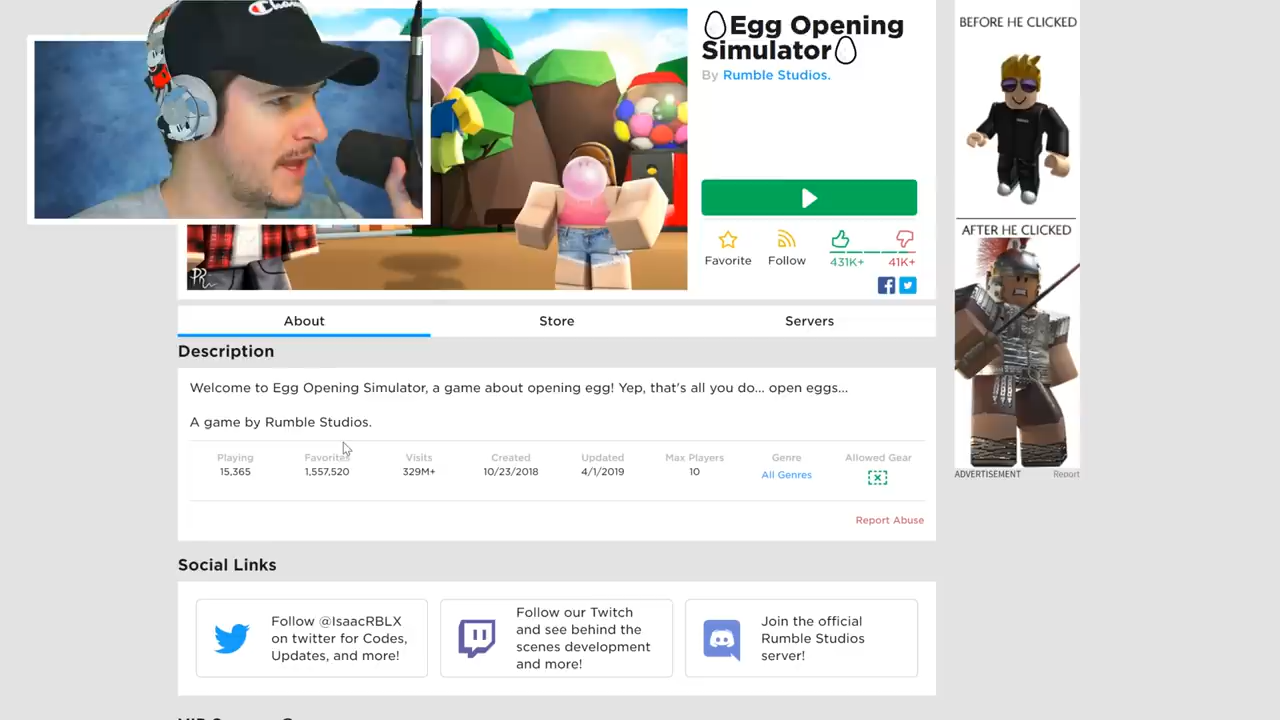 Champion
🥚Egg Opening
Simulator🥚
By Rumble Studios.
Favorite
Follow
431K+
41K+
About
Store
Servers
Description
Welcome to Egg Opening Simulator, a game about opening egg! Yep, that's all you do... open eggs...
A game by Rumble Studios.
Playing
Favorites
Visits
Created
Updated
Max Players
Genre
Allowed Gear
15,365
1,557,520
329M+
10/23/2018
4/1/2019
10
All Genres
Report Abuse
Social Links
Follow @IsaacRBLX
on twitter for Codes,
Updates, and more!
Follow our Twitch
and see behind the
scenes development
and more!
Join the official
Rumble Studios
server!
BEFORE HE CLICKED
AFTER HE CLICKED
ADVERTISEMENT
Report